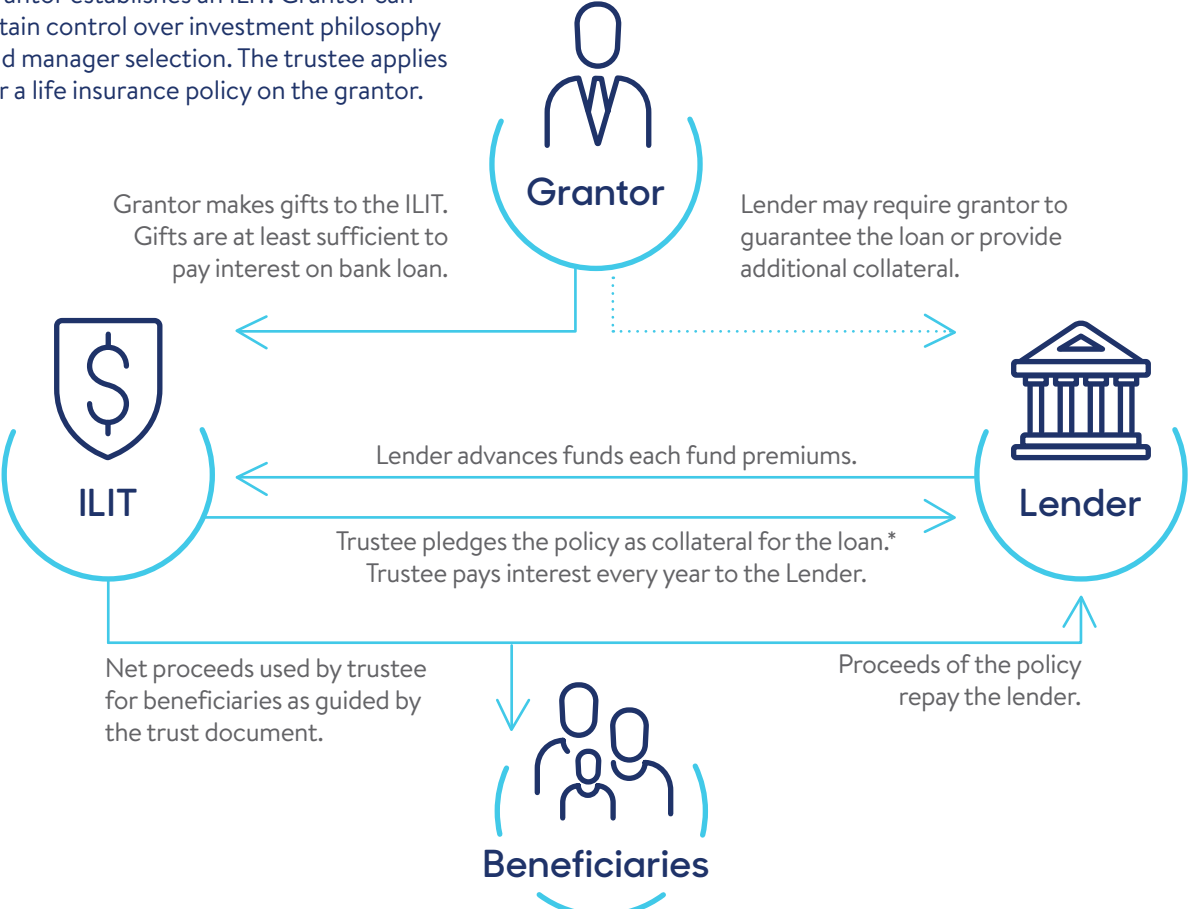 antor establishes an ILIT. Grantor can
tain control over investment philosophy
d manager selection. The trustee applies
r a life insurance policy on the grantor.
Grantor
Grantor makes gifts to the ILIT.
Gifts are at least sufficient to
pay interest on bank loan.
Lender may require grantor to
guarantee the loan or provide
additional collateral.
ILIT
Lender advances funds each fund premiums.
Lender
Trustee pledges the policy as collateral for the loan.*
Trustee pays interest every year to the Lender.
Net proceeds used by trustee
for beneficiaries as guided by
the trust document.
Proceeds of the policy
repay the lender.
Beneficiaries